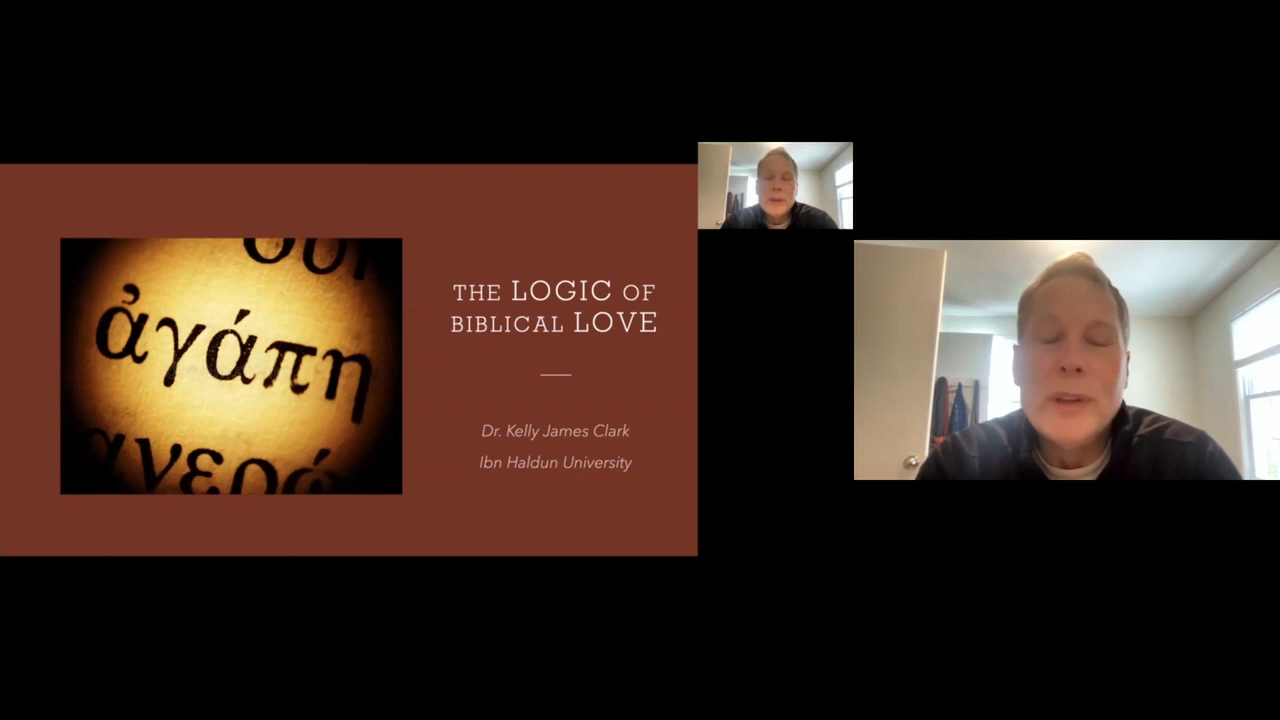 ἀγάπη
THE LOGIC OF
BIBLICAL LOVE
Dr. Kelly James Clark
Ibn Haldun University